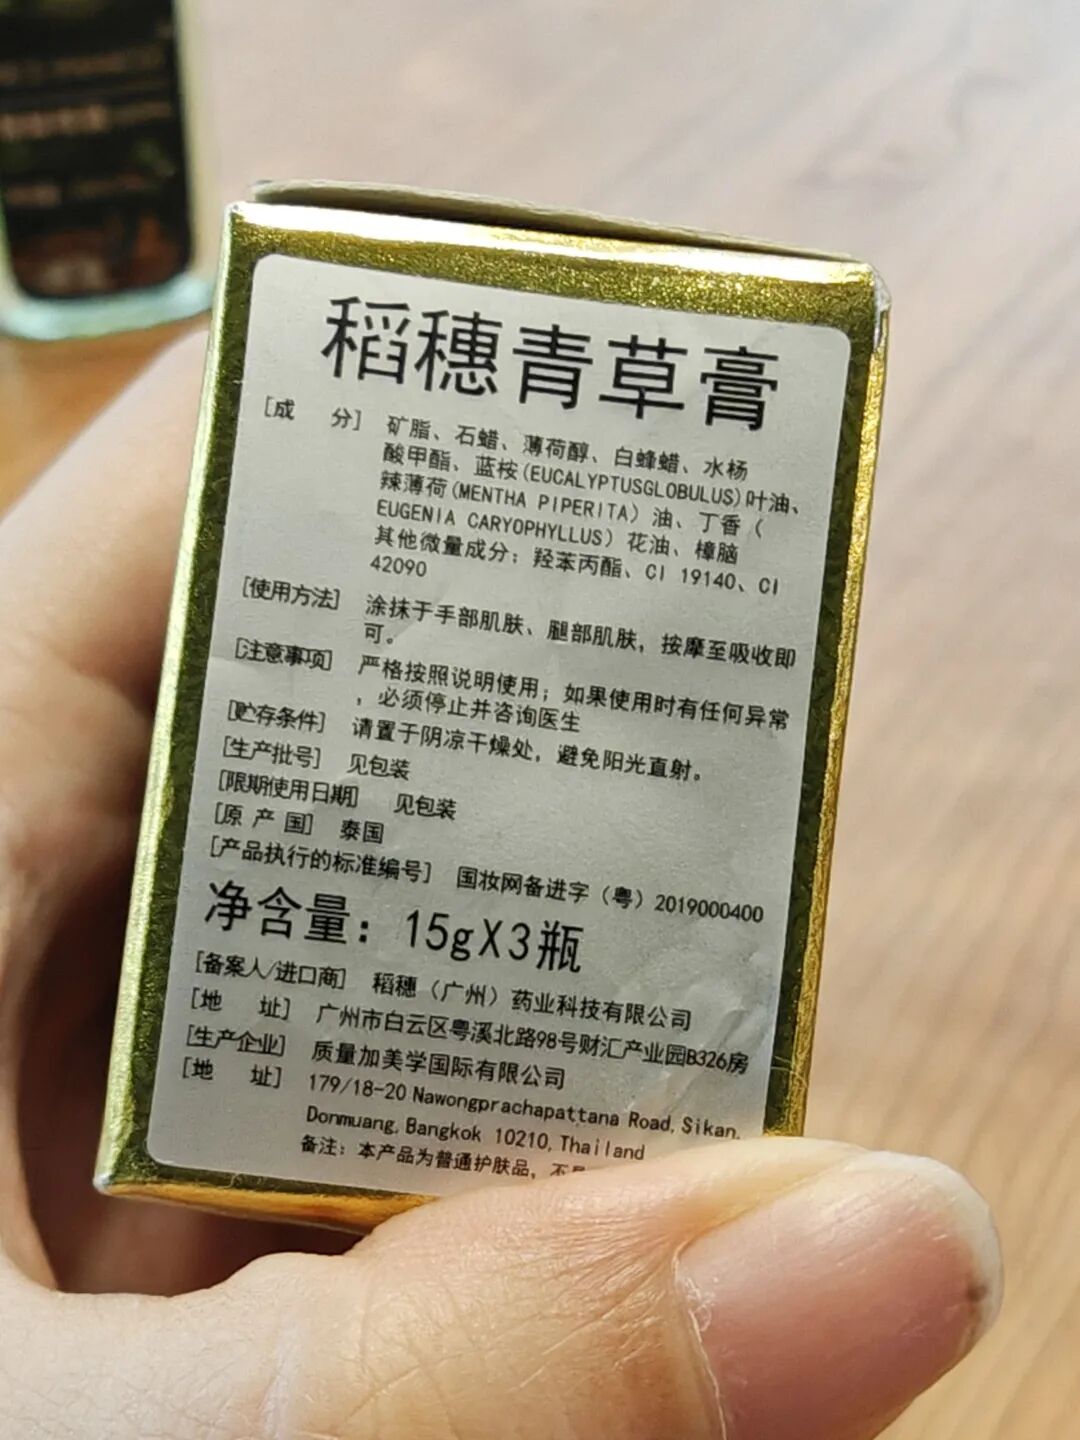 稻穗青草膏
[成 分] 矿脂、石蜡、薄荷醇、白蜂蜡、水杨
酸甲酯、蓝桉(EUCALYPTUSGLOBULUS)叶油、
辣薄荷(MENTHA PIPERITA)油、丁香(
EUGENIA CARYOPHYLLUS)花油、樟脑
其他微量成分：羟苯丙酯、CI 19140、CI
42090
[使用方法] 涂抹于手部肌肤、腿部肌肤，按摩至吸收即
可。
[注意事项] 严格按照说明使用；如果使用时有任何异常
，必须停止并咨询医生
[贮存条件] 请置于阴凉干燥处，避免阳光直射。
[生产批号] 见包装
[限期使用日期] 见包装
[原 产 国] 泰国
[产品执行的标准编号] 国妆网备进字（粤）2019000400
净含量：15gX3瓶
[备案人/进口商] 稻穗（广州）药业科技有限公司
[地 址] 广州市白云区粤溪北路98号财汇产业园B326房
[生产企业] 质量加美学国际有限公司
[地 址] 179/18-20 Nawongprachapattana Road, Sikan,
Donmuang, Bangkok 10210, Thailand
备注：本产品为普通护肤品，不